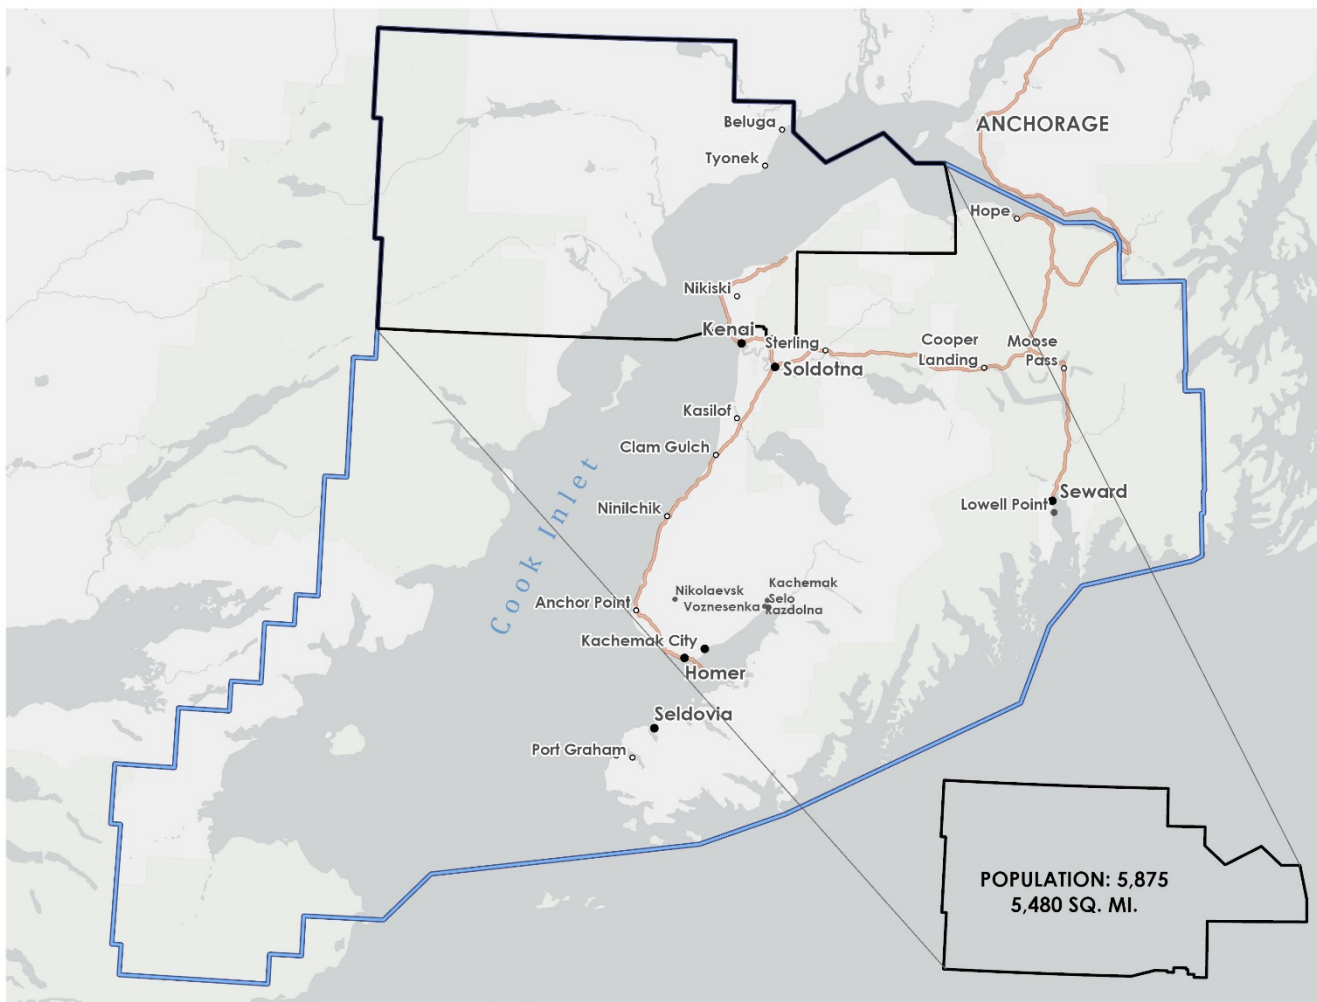 ANCHORAGE
Beluga
Tyonek
Hope
Nikiski
Kenai
Sterling
Cooper
Landing
Moose
Pass
Soldotna
Kasilof
Clam Gulch
Cook Inlet
Seward
Lowell Point
Ninilchik
Nikolaevsk
Kachemak
Selo
Voznesenka
Razdolna
Anchor Point
Kachemak City
Homer
Seldovia
Port Graham
POPULATION: 5,875
5,480 SQ. MI.